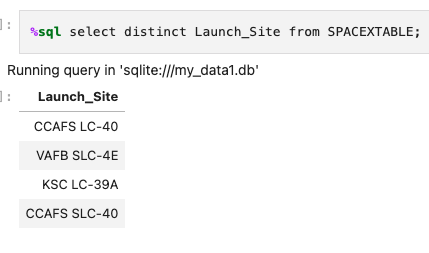 ]:
%sql select distinct Launch_Site from SPACEXTABLE;
Running query in 'sqlite:///my_data1.db'
]:
Launch_Site
CCAFS LC-40
VAFB SLC-4E
KSC LC-39A
CCAFS SLC-40